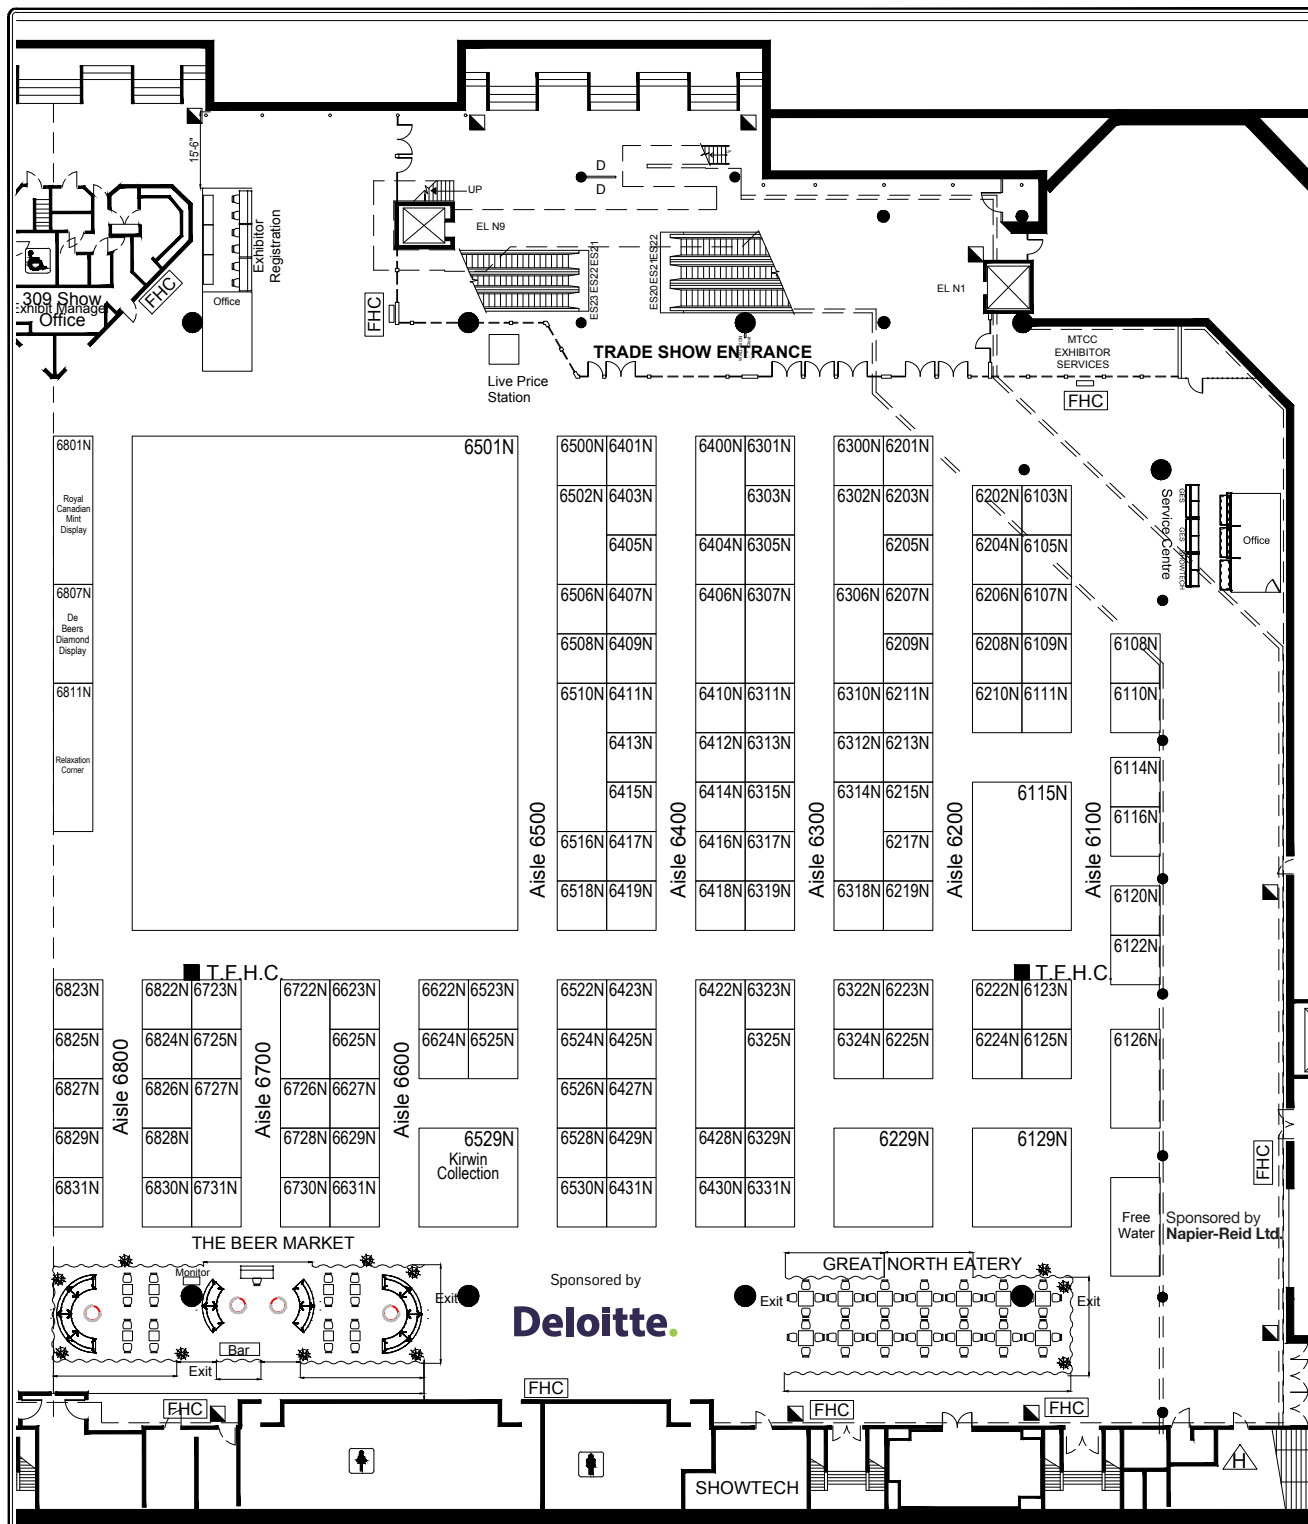 15'-6"
D
D
UP
EL N9
Exhibitor
Registration
Office
FHC
309 Show
Exhibit Manage
Office
FHC
ES23 ES22 ES21
ES20 ES21 ES22
EL N1
TRADE SHOW ENTRANCE
MTCC
EXHIBITOR
SERVICES
FHC
Live Price
Station
6801N
Royal
Canadian
Mint
Display
6807N
De
Beers
Diamond
Display
6811N
Relaxation
Corner
6501N
6500N 6401N 6400N 6301N 6300N 6201N
6502N 6403N 6303N 6302N 6203N 6202N 6103N
6405N 6404N 6305N 6205N 6204N 6105N
6506N 6407N 6406N 6307N 6306N 6207N 6206N 6107N
6508N 6409N 6209N 6208N 6109N 6108N
6510N 6411N 6410N 6311N 6310N 6211N 6210N 6111N 6110N
6413N 6412N 6313N 6312N 6213N
6114N
6415N 6414N 6315N 6314N 6215N 6115N
6116N
6516N 6417N 6416N 6317N 6217N
6518N 6419N 6418N 6319N 6318N 6219N
6120N
6122N
Service Centre
GES
GES
SHOWTECH
Office
Aisle 6500
Aisle 6400
Aisle 6300
Aisle 6200
Aisle 6100
T.F.H.C.
T.F.H.C.
6823N 6822N 6723N 6722N 6623N 6622N 6523N 6522N 6423N 6422N 6323N 6322N 6223N 6222N 6123N
6825N 6824N 6725N 6625N 6624N 6525N 6524N 6425N 6325N 6324N 6225N 6224N 6125N 6126N
6827N 6826N 6727N 6726N 6627N 6526N 6427N
6829N 6828N 6728N 6629N 6529N 6528N 6429N 6428N 6329N 6229N 6129N
Kirwin
Collection
6831N 6830N 6731N 6730N 6631N 6530N 6431N 6430N 6331N
Aisle 6800
Aisle 6700
Aisle 6600
FHC
Free
Water
Sponsored by
Napier-Reid Ltd.
THE BEER MARKET
Monitor
Exit
Bar
Exit
Sponsored by
Deloitte.
GREAT NORTH EATERY
Exit
Exit
FHC
FHC
FHC
FHC
SHOWTECH
H